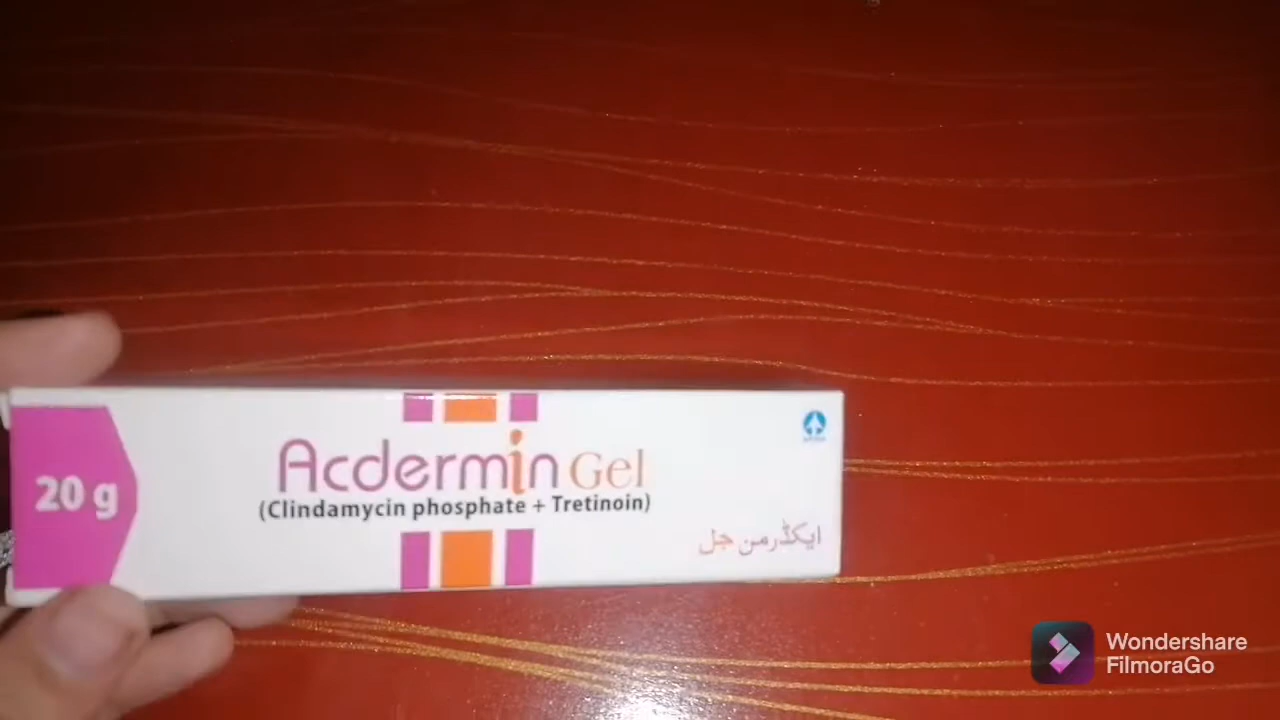 20 g
Acdermin Gel
(Clindamycin phosphate + Tretinoin)
ایکڈرمن جل
Wondershare
FilmoraGo